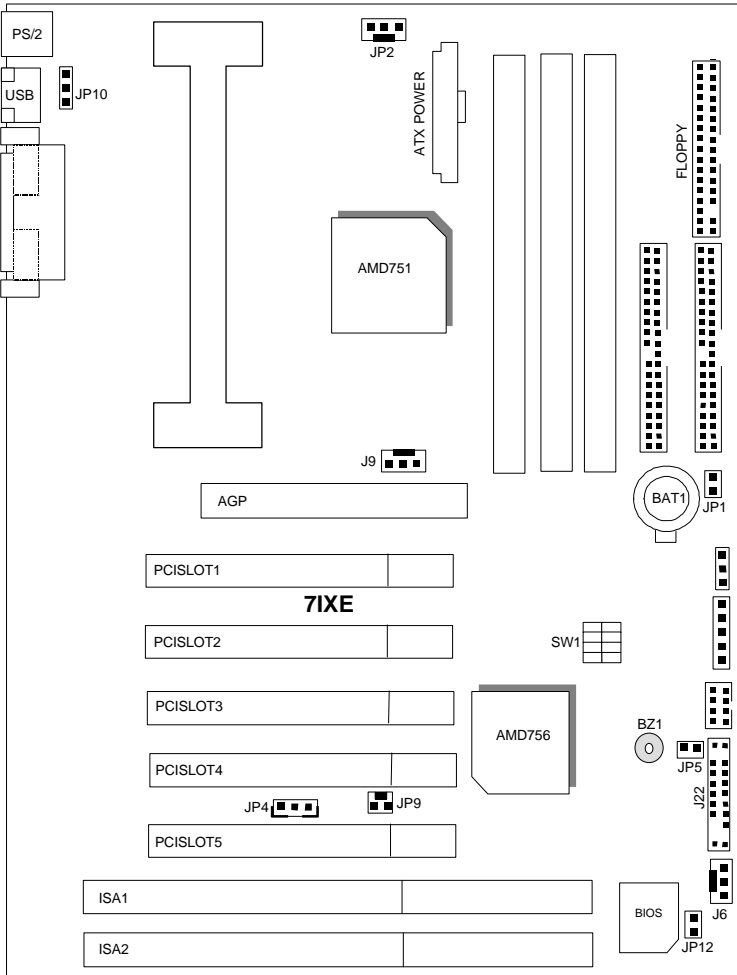 PS/2
JP2
USB
JP10
ATX POWER
FLOPPY
AMD751
J9
AGP
BAT1
JP1
PCISLOT1
7IXE
PCISLOT2
SW1
PCISLOT3
AMD756
BZ1
JP5
PCISLOT4
J22
JP4
JP9
PCISLOT5
ISA1
BIOS
J6
ISA2
JP12